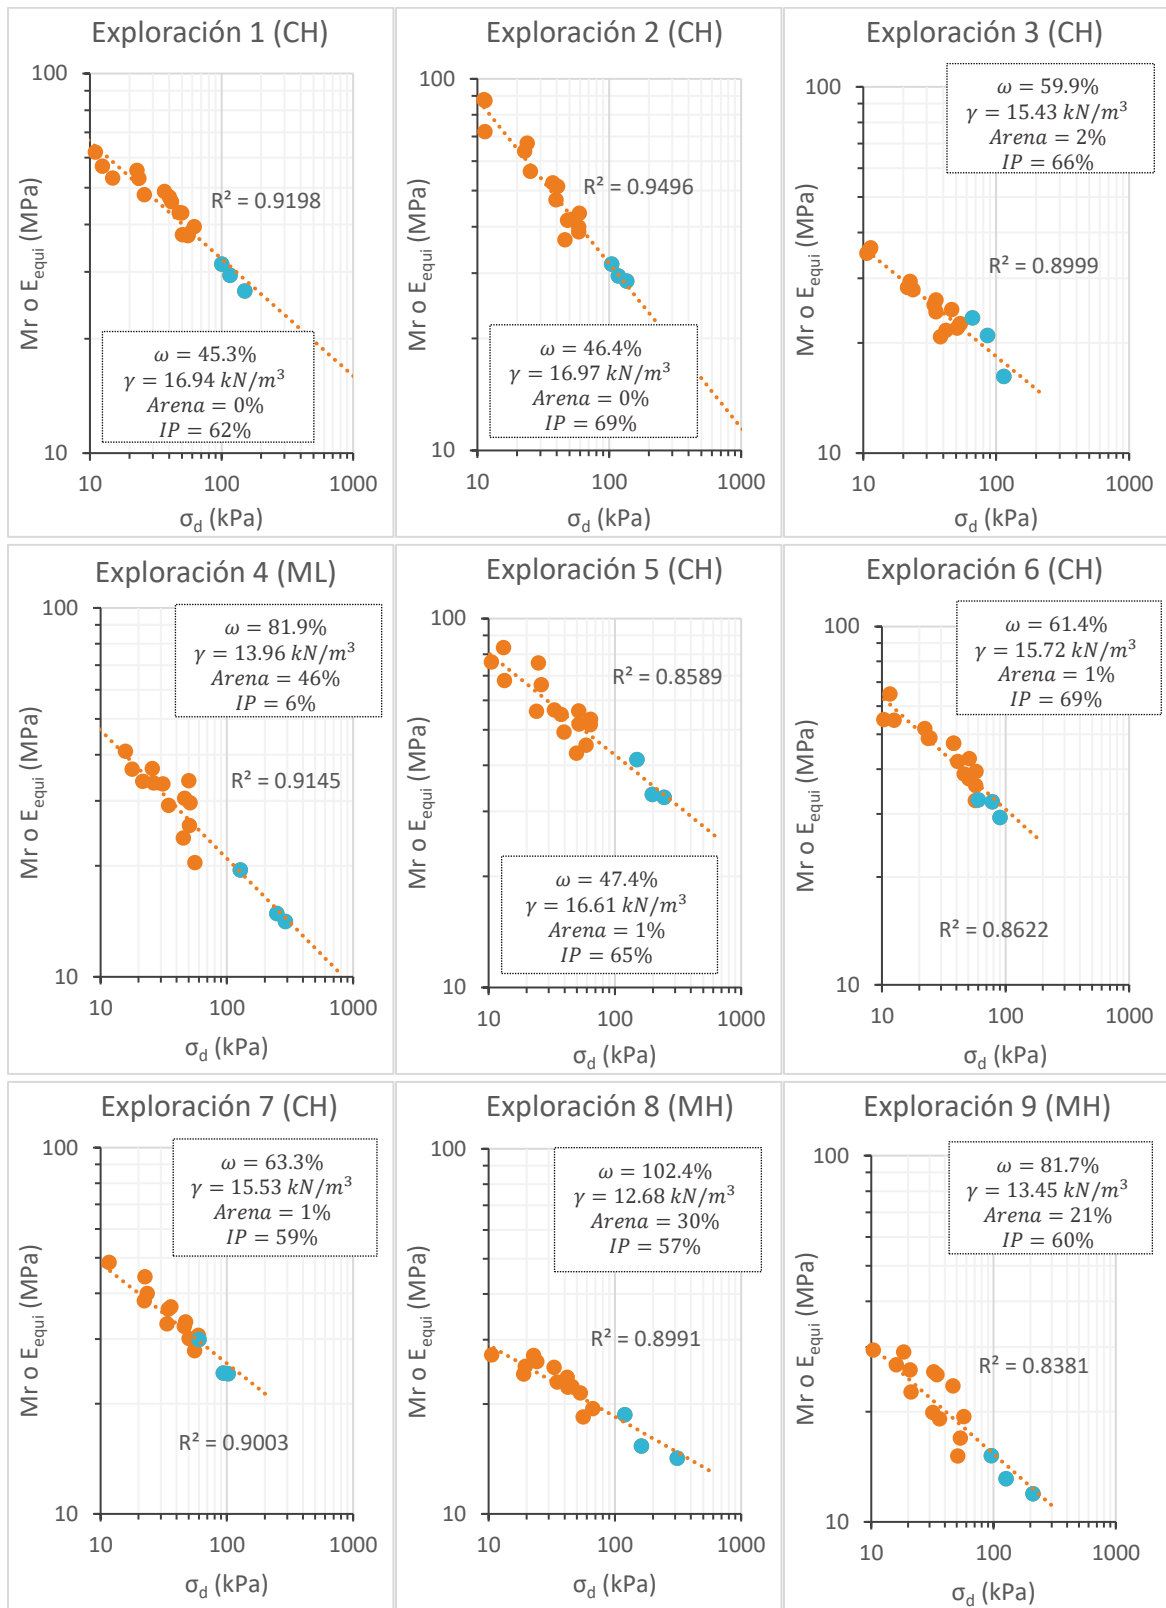 Exploración 1 (CH)
100
10
10 100 1000
Mr o Eequi (MPa)
σd (kPa)
R² = 0.9198
ω = 45.3%
γ = 16.94 kN/m³
Arena = 0%
IP = 62%
Exploración 2 (CH)
100
10
10 100 1000
Mr o Eequi (MPa)
σd (kPa)
R² = 0.9496
ω = 46.4%
γ = 16.97 kN/m³
Arena = 0%
IP = 69%
Exploración 3 (CH)
100
10
10 100 1000
Mr o Eequi (MPa)
σd (kPa)
ω = 59.9%
γ = 15.43 kN/m³
Arena = 2%
IP = 66%
R² = 0.8999
Exploración 4 (ML)
100
10
10 100 1000
Mr o Eequi (MPa)
σd (kPa)
ω = 81.9%
γ = 13.96 kN/m³
Arena = 46%
IP = 6%
R² = 0.9145
Exploración 5 (CH)
100
10
10 100 1000
Mr o Eequi (MPa)
σd (kPa)
R² = 0.8589
ω = 47.4%
γ = 16.61 kN/m³
Arena = 1%
IP = 65%
Exploración 6 (CH)
100
10
10 100 1000
Mr o Eequi (MPa)
σd (kPa)
ω = 61.4%
γ = 15.72 kN/m³
Arena = 1%
IP = 69%
R² = 0.8622
Exploración 7 (CH)
100
10
10 100 1000
Mr o Eequi (MPa)
σd (kPa)
ω = 63.3%
γ = 15.53 kN/m³
Arena = 1%
IP = 59%
R² = 0.9003
Exploración 8 (MH)
100
10
10 100 1000
Mr o Eequi (MPa)
σd (kPa)
ω = 102.4%
γ = 12.68 kN/m³
Arena = 30%
IP = 57%
R² = 0.8991
Exploración 9 (MH)
100
10
10 100 1000
Mr o Eequi (MPa)
σd (kPa)
ω = 81.7%
γ = 13.45 kN/m³
Arena = 21%
IP = 60%
R² = 0.8381